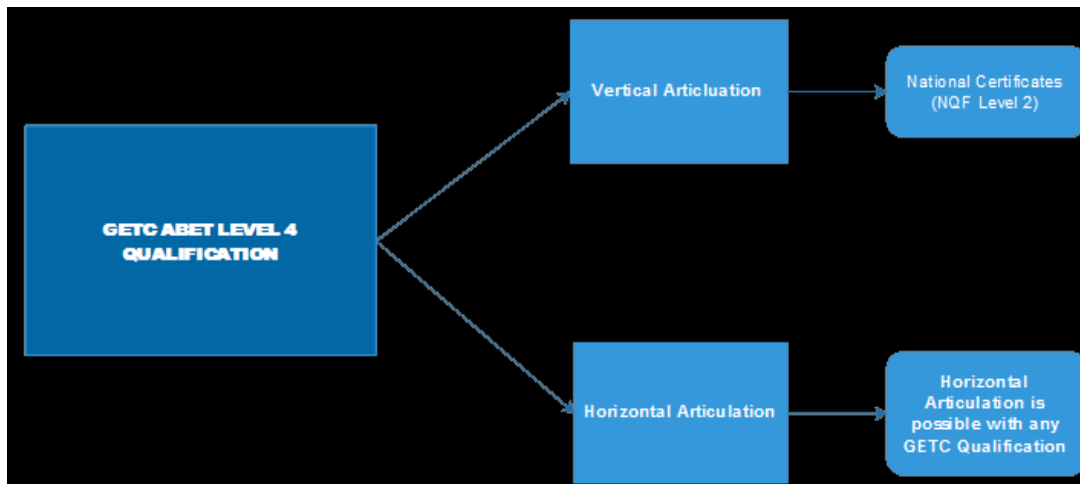 GETC ABET LEVEL 4
QUALIFICATION
Vertical Articluation
National Certificates
(NQF Level 2)
Horizontal Articulation
Horizontal
Articulation is
possible with any
GETC Qualification